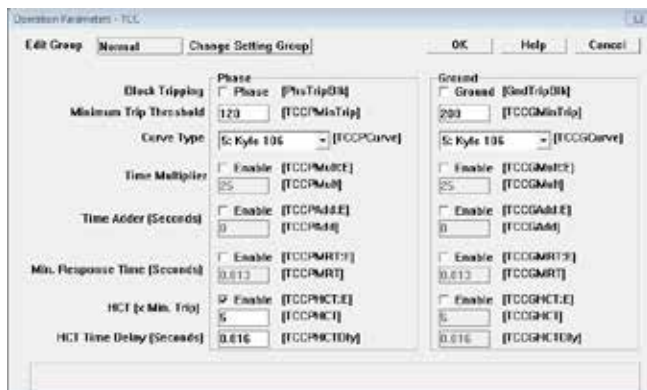 Operation Parameters - TCC
Edit Group Normal Change Setting Group OK Help Cancel
Phase Ground
Block Tripping Phase [PhsTripBlk] Ground [GndTripBlk]
Minimum Trip Threshold 120 [TCCPMinTrip] 200 [TCCGMinTrip]
Curve Type 5: Kyle 106 [TCCPCurve] 5: Kyle 106 [TCCGCurve]
Time Multiplier Enable [TCCPMult:E] Enable [TCCGMult:E]
25 [TCCPMult] 25 [TCCGMult]
Time Adder (Seconds) Enable [TCCPAdd:E] Enable [TCCGAdd:E]
0 [TCCPAdd] 0 [TCCGAdd]
Min. Response Time (Seconds) Enable [TCCPMRT:E] Enable [TCCGMRT:E]
0.013 [TCCPMRT] 0.013 [TCCGMRT]
HCT (x Min. Trip) Enable [TCCPHCT:E] Enable [TCCGHCT:E]
5 [TCCPHCT] 5 [TCCGHCT]
HCT Time Delay (Seconds) 0.016 [TCCPHCTDly] 0.016 [TCCGHCTDly]